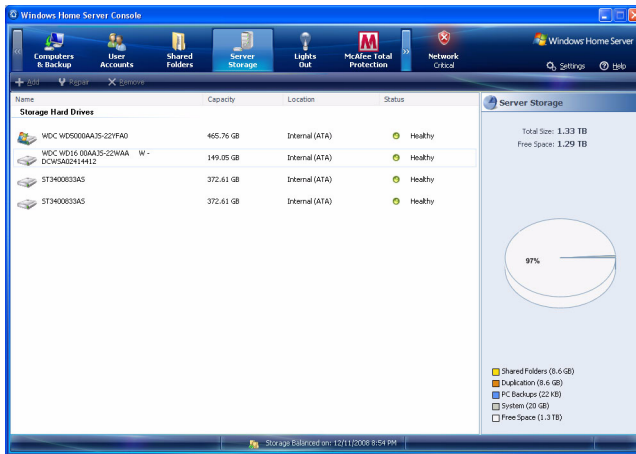 Windows Home Server Console
Computers & Backup
User Accounts
Shared Folders
Server Storage
Lights Out
McAfee Total Protection
Network Critical
Windows Home Server
Settings
Help
Add
Repair
Remove
Name Capacity Location Status
Storage Hard Drives
WDC WD5000AAJS-22YFA0 465.76 GB Internal (ATA) Healthy
WDC WD16 00AAJS-22WAA W -
DCWSA02414412 149.05 GB Internal (ATA) Healthy
ST3400833AS 372.61 GB Internal (ATA) Healthy
ST3400833AS 372.61 GB Internal (ATA) Healthy
Server Storage
Total Size: 1.33 TB
Free Space: 1.29 TB
97%
Shared Folders (8.6 GB)
Duplication (8.6 GB)
PC Backups (22 KB)
System (20 GB)
Free Space (1.3 TB)
Storage Balanced on: 12/11/2008 8:54 PM